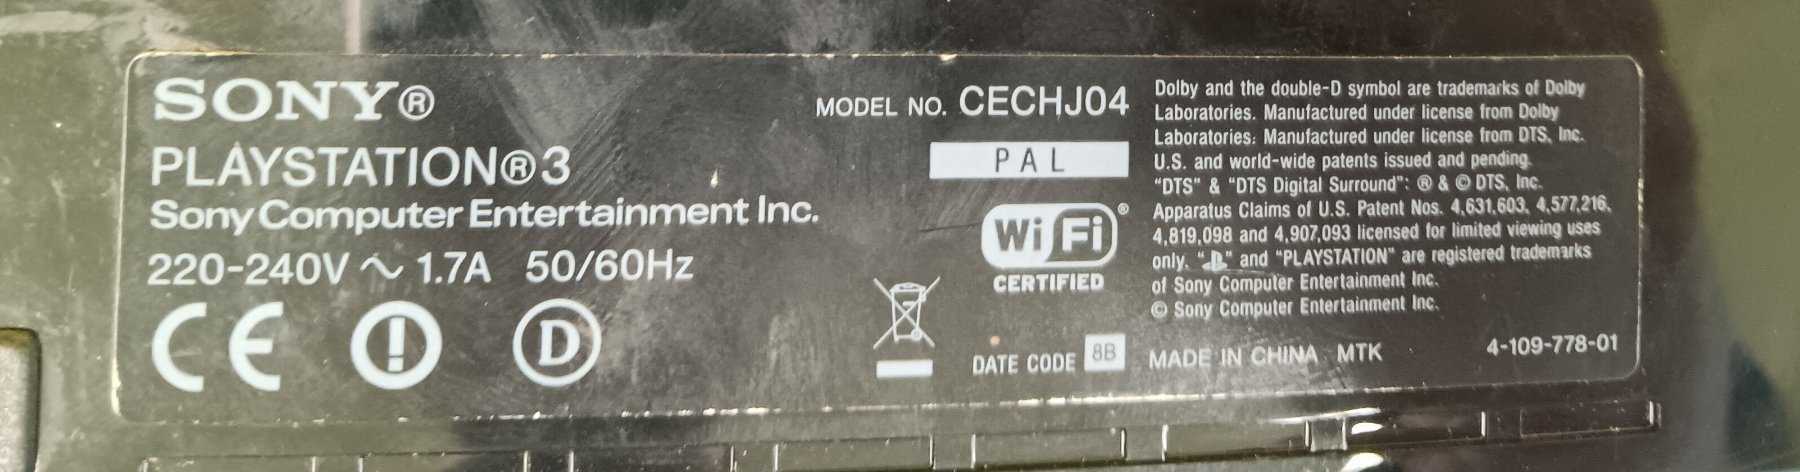 SONY®
PLAYSTATION®3
Sony Computer Entertainment Inc.
220-240V ~ 1.7A 50/60Hz
CE
D
MODEL NO. CECHJ04
PAL
Wi Fi®
CERTIFIED
DATE CODE 8B
Dolby and the double-D symbol are trademarks of Dolby
Laboratories. Manufactured under license from Dolby
Laboratories: Manufactured under license from DTS, Inc.
U.S. and world-wide patents issued and pending.
"DTS" & "DTS Digital Surround": ® & © DTS, Inc.
Apparatus Claims of U.S. Patent Nos. 4,631,603, 4,577,216,
4,819,098 and 4,907,093 licensed for limited viewing uses
only. " " and "PLAYSTATION" are registered trademarks
of Sony Computer Entertainment Inc.
© Sony Computer Entertainment Inc.
MADE IN CHINA MTK
4-109-778-01